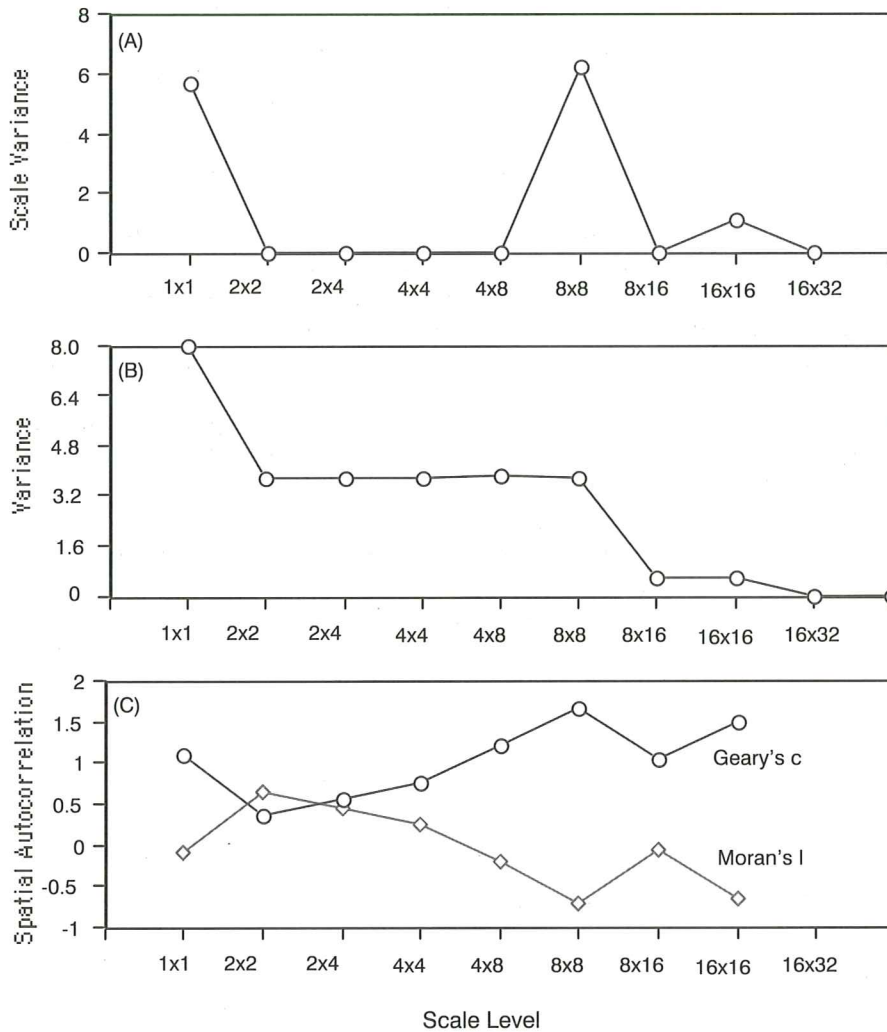 8
(A)
6
Scale Variance
4
2
0
1x1 2x2 2x4 4x4 4x8 8x8 8x16 16x16 16x32
8.0
(B)
6.4
Variance
4.8
3.2
1.6
0
1x1 2x2 2x4 4x4 4x8 8x8 8x16 16x16 16x32
2
(C)
1.5
Spatial Autocorrelation
1
Geary's c
0.5
0
Moran's I
-0.5
-1
1x1 2x2 2x4 4x4 4x8 8x8 8x16 16x16 16x32
Scale Level